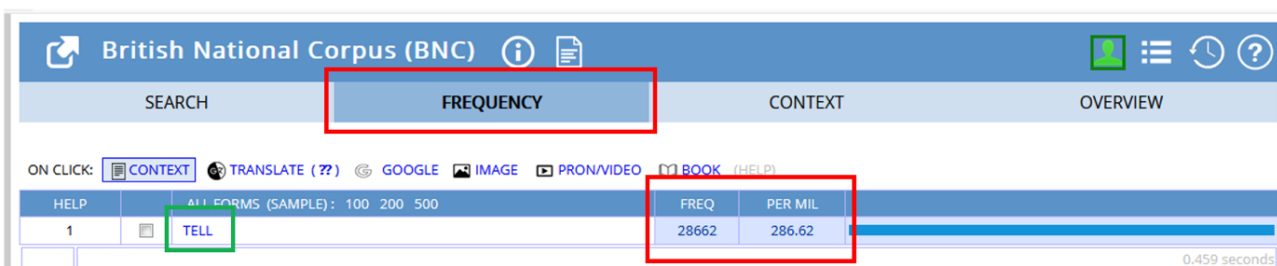 British National Corpus (BNC)
SEARCH FREQUENCY CONTEXT OVERVIEW
ON CLICK: CONTEXT TRANSLATE (??) GOOGLE IMAGE PRON/VIDEO BOOK (HELP)
HELP ALL FORMS (SAMPLE): 100 200 500 FREQ PER MIL
1 TELL 28662 286.62
0.459 seconds